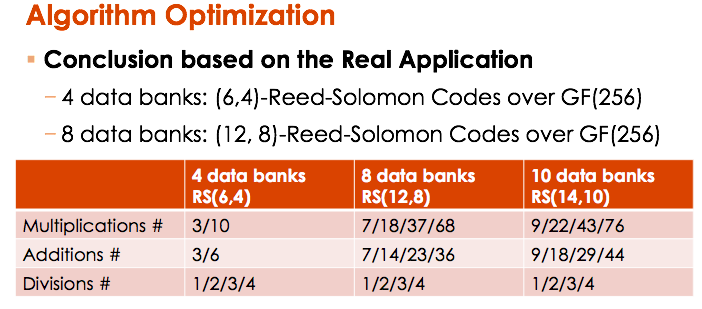 Algorithm Optimization
Conclusion based on the Real Application
– 4 data banks: (6,4)-Reed-Solomon Codes over GF(256)
– 8 data banks: (12, 8)-Reed-Solomon Codes over GF(256)
4 data banks 8 data banks 10 data banks
RS(6,4) RS(12,8) RS(14,10)
Multiplications # 3/10 7/18/37/68 9/22/43/76
Additions # 3/6 7/14/23/36 9/18/29/44
Divisions # 1/2/3/4 1/2/3/4 1/2/3/4